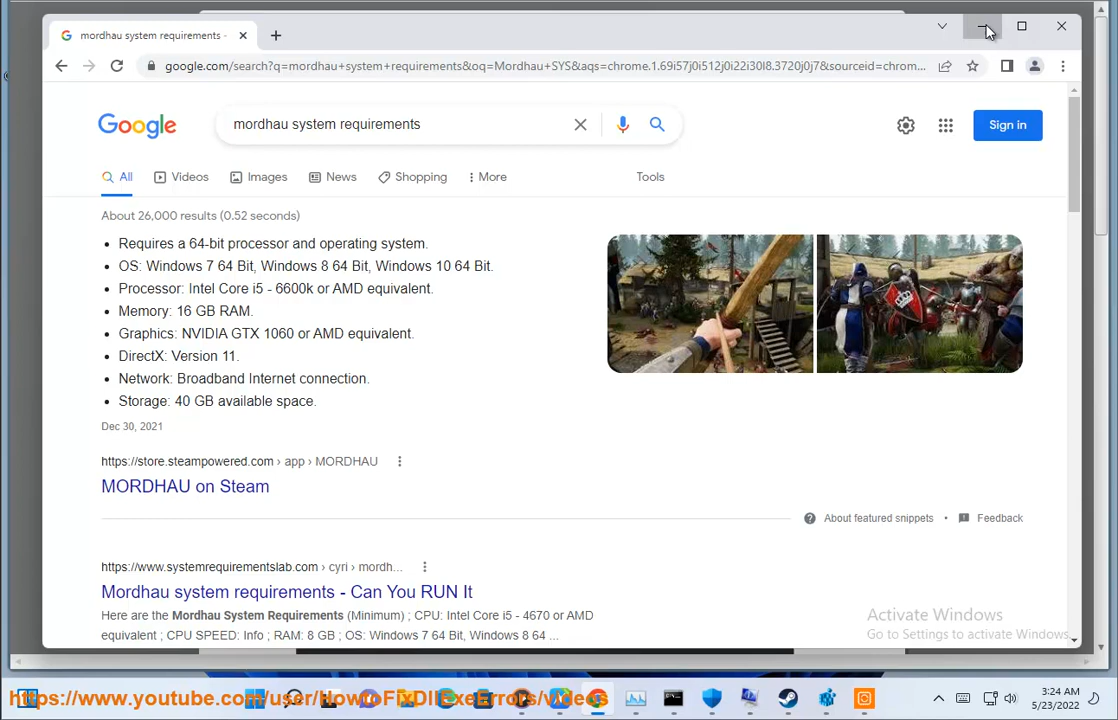 mordhau system requirements -
google.com/search?q=mordhau+system+requirements&oq=Mordhau+SYS&aqs=chrome.1.69i57j0i512j0i22i30l8.3720j0j7&sourceid=chrom...
Google
mordhau system requirements
Sign in
All
Videos
Images
News
Shopping
More
Tools
About 26,000 results (0.52 seconds)
• Requires a 64-bit processor and operating system.
• OS: Windows 7 64 Bit, Windows 8 64 Bit, Windows 10 64 Bit.
• Processor: Intel Core i5 - 6600k or AMD equivalent.
• Memory: 16 GB RAM.
• Graphics: NVIDIA GTX 1060 or AMD equivalent.
• DirectX: Version 11.
• Network: Broadband Internet connection.
• Storage: 40 GB available space.
Dec 30, 2021
https://store.steampowered.com › app › MORDHAU
MORDHAU on Steam
About featured snippets • Feedback
https://www.systemrequirementslab.com › cyri › mordh...
Mordhau system requirements - Can You RUN It
Here are the Mordhau System Requirements (Minimum) ; CPU: Intel Core i5 - 4670 or AMD
equivalent ; CPU SPEED: Info ; RAM: 8 GB ; OS: Windows 7 64 Bit, Windows 8 64 ...
Activate Windows
Go to Settings to activate Windows.
https://www.youtube.com/user/HowtoFixDllExeErrors/videos
3:24 AM
5/23/2022